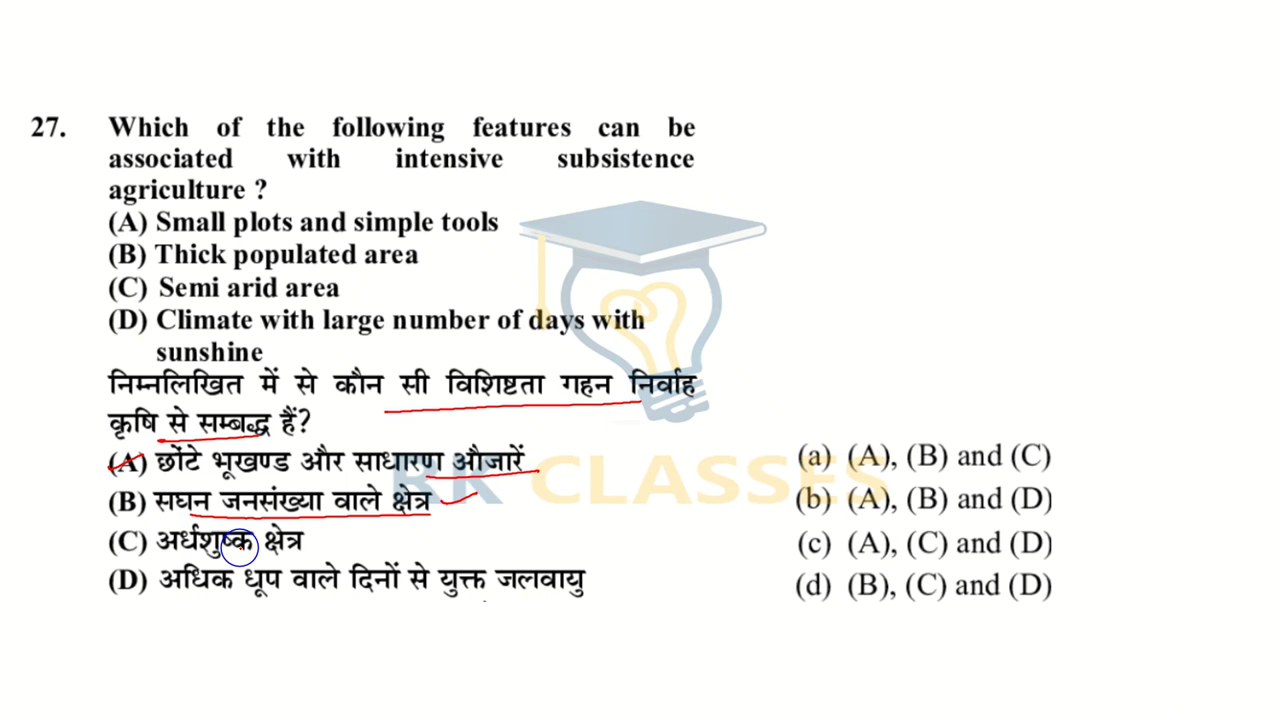 27. Which of the following features can be
associated with intensive subsistence
agriculture ?
(A) Small plots and simple tools
(B) Thick populated area
(C) Semi arid area
(D) Climate with large number of days with
sunshine
निम्नलिखित में से कौन सी विशिष्टता गहन निर्वाह
कृषि से सम्बद्ध हैं?
(A) छोंटे भूखण्ड और साधारण औजारें
(B) सघन जनसंख्या वाले क्षेत्र
(C) अर्धशुष्क क्षेत्र
(D) अधिक धूप वाले दिनों से युक्त जलवायु
(a) (A), (B) and (C)
(b) (A), (B) and (D)
(c) (A), (C) and (D)
(d) (B), (C) and (D)
RK CLASSES